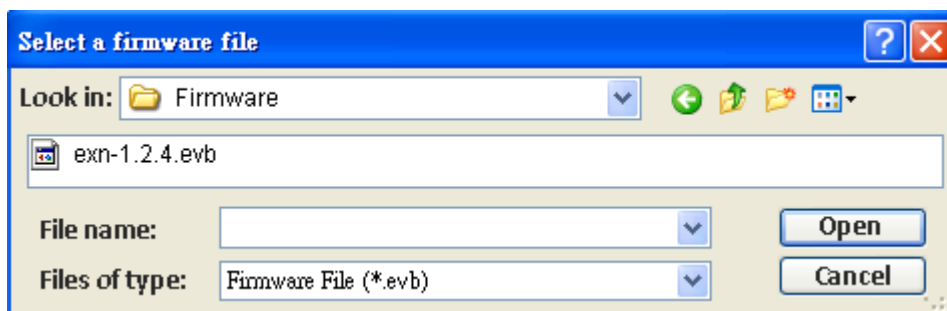 Select a firmware file
Look in: Firmware
exn-1.2.4.evb
File name: Open
Files of type: Firmware File (*.evb) Cancel